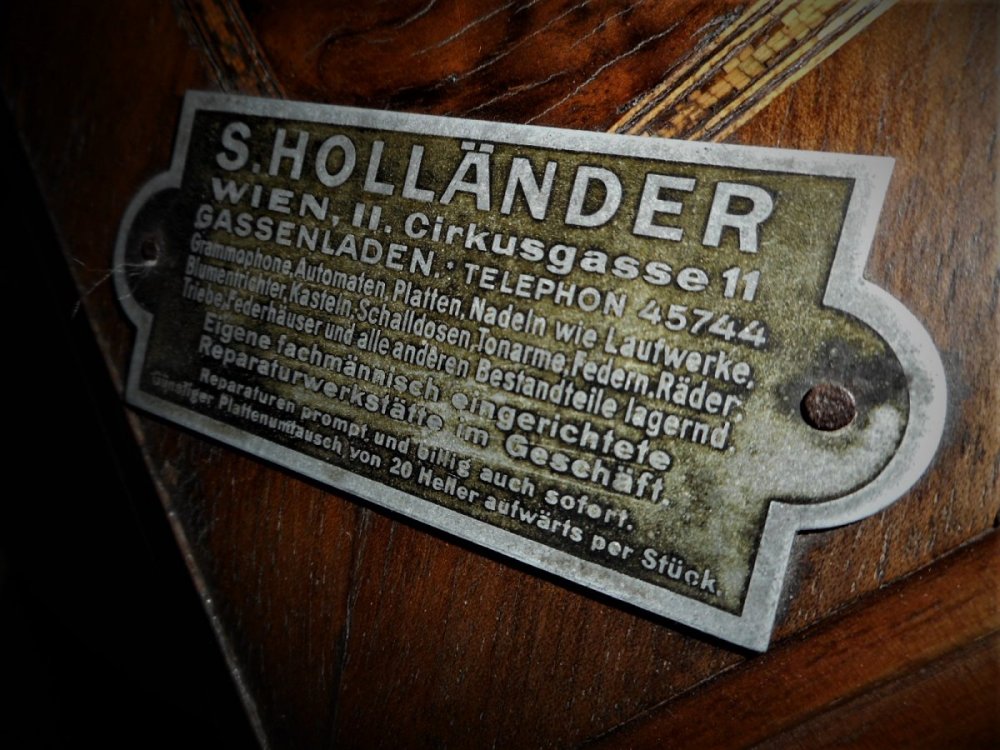 S. HOLLÄNDER
WIEN, II. Cirkusgasse 11
GASSENLADEN. * TELEPHON 45744
Grammophone, Automaten, Platten, Nadeln wie Laufwerke,
Blumentrichter, Kasteln, Schalldosen, Tonarme, Federn, Räder,
Triebe, Federhäuser und alle anderen Bestandteile lagernd.
Eigene fachmännisch eingerichtete
Reparaturwerkstätte im Geschäft.
Reparaturen prompt und billig auch sofort.
Günstiger Plattenumtausch von 20 Heller aufwärts per Stück.